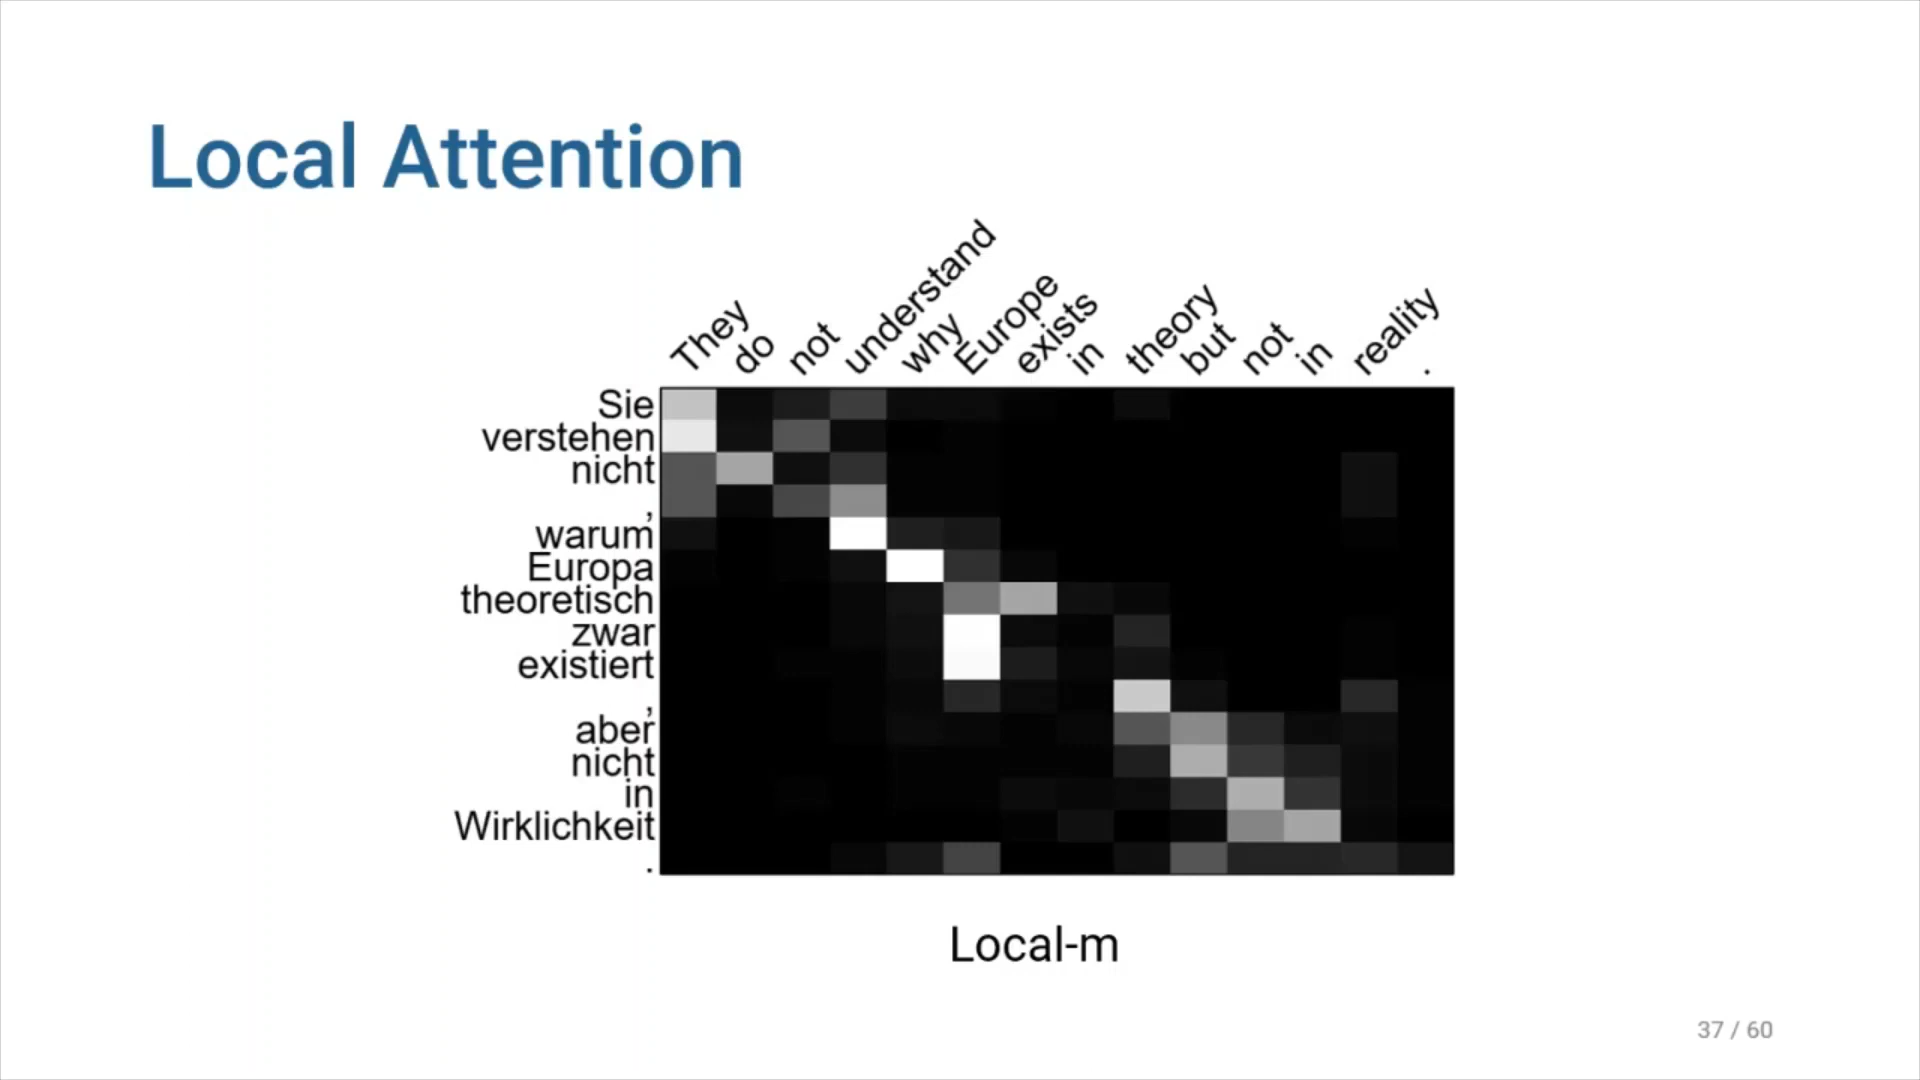 Local Attention
They do not understand why Europe exists in theory but not in reality .
Sie
verstehen
nicht
,
warum
Europa
theoretisch
zwar
existiert
,
aber
nicht
in
Wirklichkeit
.
Local-m
37 / 60